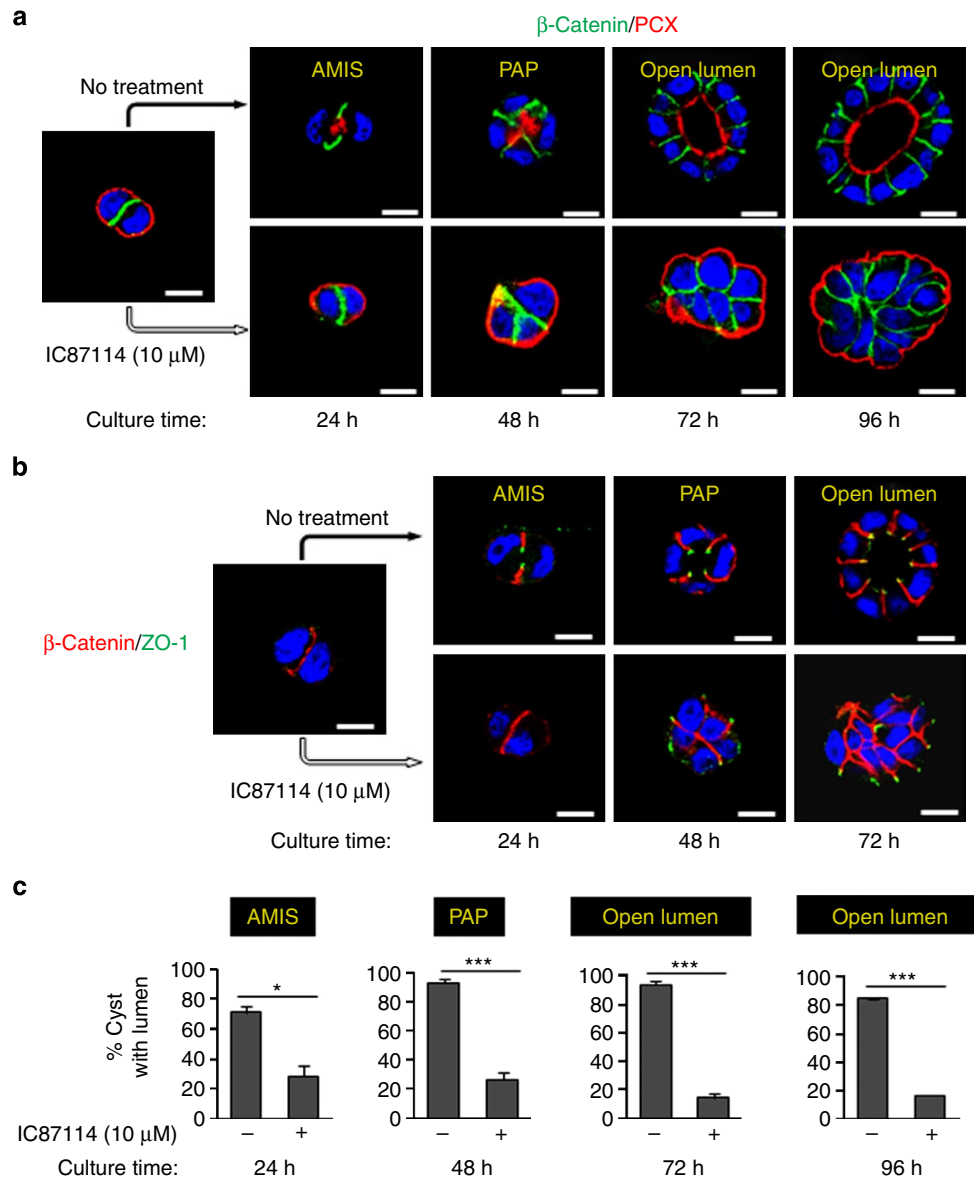 a
β-Catenin/PCX
No treatment
AMIS
PAP
Open lumen
Open lumen
IC87114 (10 μM)
Culture time:
24 h
48 h
72 h
96 h
b
No treatment
AMIS
PAP
Open lumen
β-Catenin/ZO-1
IC87114 (10 μM)
Culture time:
24 h
48 h
72 h
c
AMIS
PAP
Open lumen
Open lumen
% Cyst
with lumen
100
80
60
40
20
0
*
100
80
60
40
20
0
***
100
80
60
40
20
0
***
100
80
60
40
20
0
***
IC87114 (10 μM)
– +
– +
– +
– +
Culture time:
24 h
48 h
72 h
96 h